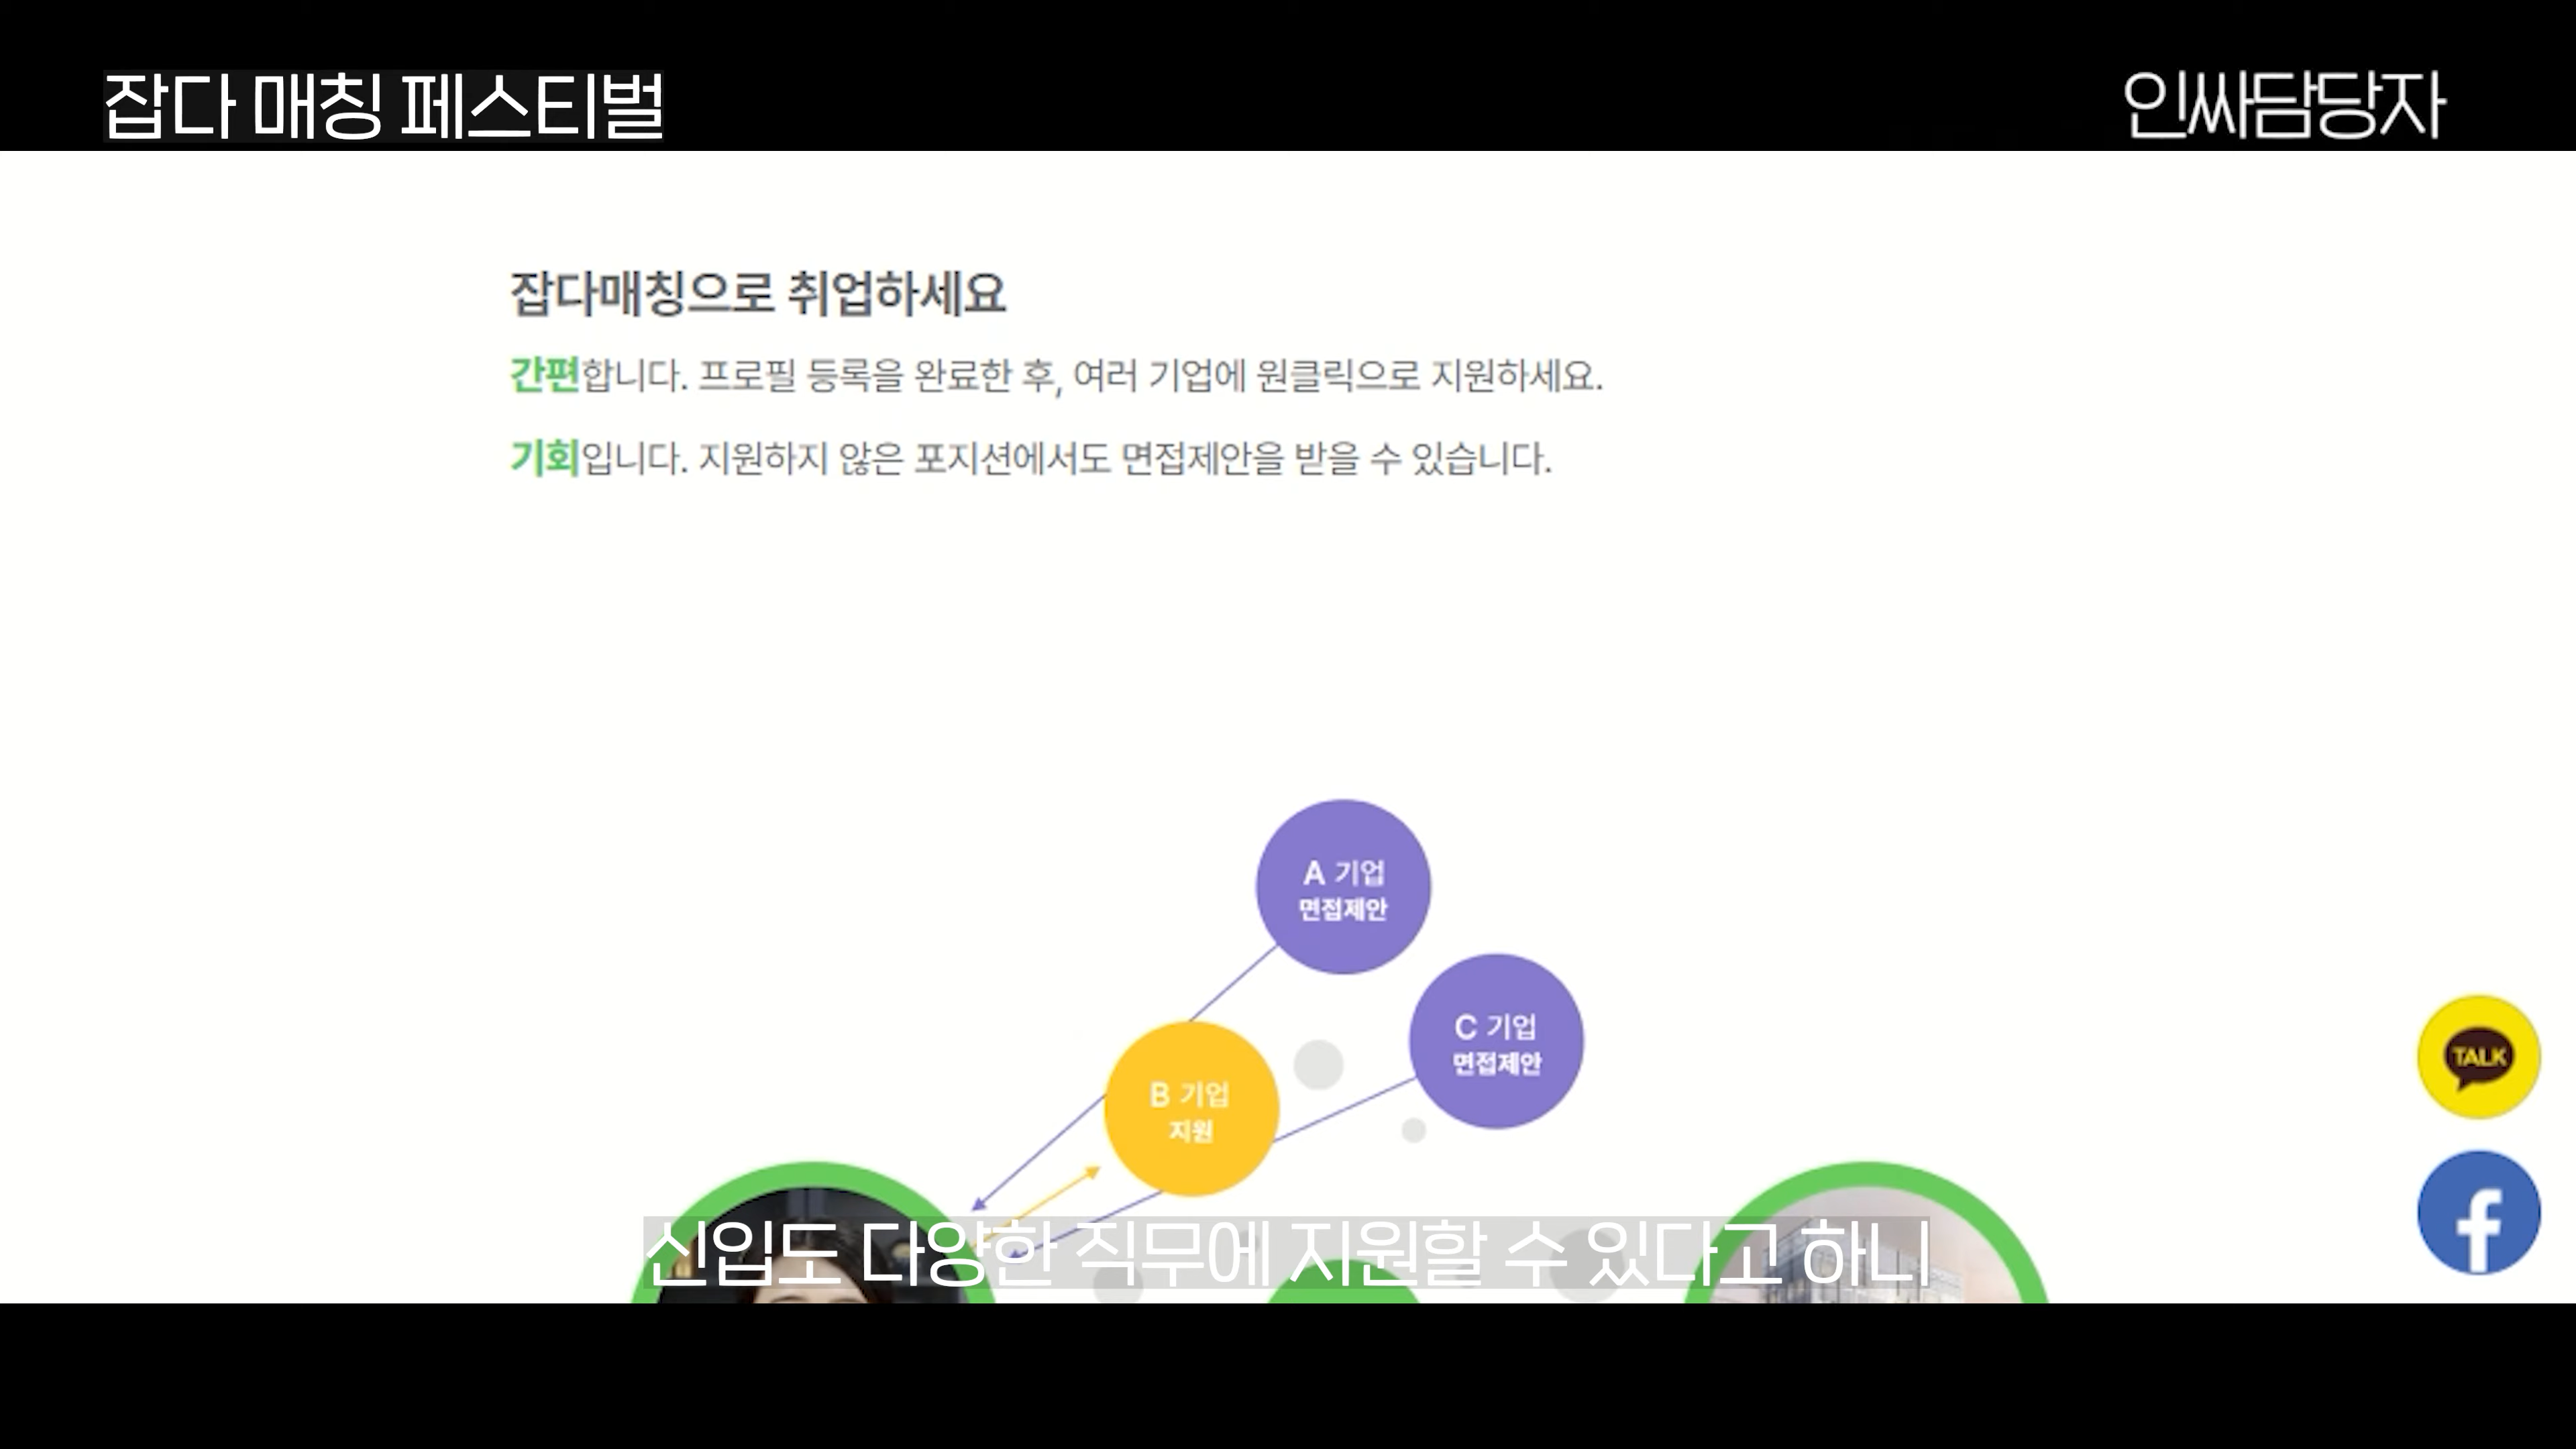 잡다 매칭 페스티벌
인싸담당자
잡다매칭으로 취업하세요
간편합니다. 프로필 등록을 완료한 후, 여러 기업에 원클릭으로 지원하세요.
기회입니다. 지원하지 않은 포지션에서도 면접제안을 받을 수 있습니다.
A 기업
면접제안
C 기업
면접제안
B 기업
지원
TALK
f
신입도 다양한 직무에 지원할 수 있다고 하니